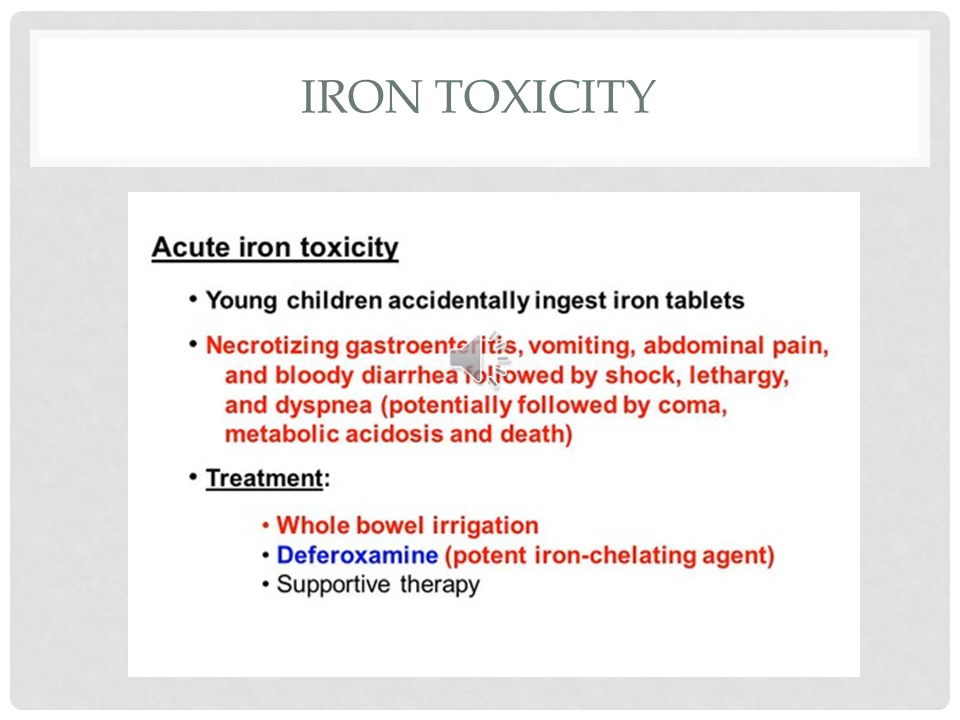 IRON TOXICITY
Acute iron toxicity
• Young children accidentally ingest iron tablets
• Necrotizing gastroenteritis, vomiting, abdominal pain,
and bloody diarrhea followed by shock, lethargy,
and dyspnea (potentially followed by coma,
metabolic acidosis and death)
• Treatment:
• Whole bowel irrigation
• Deferoxamine (potent iron-chelating agent)
• Supportive therapy